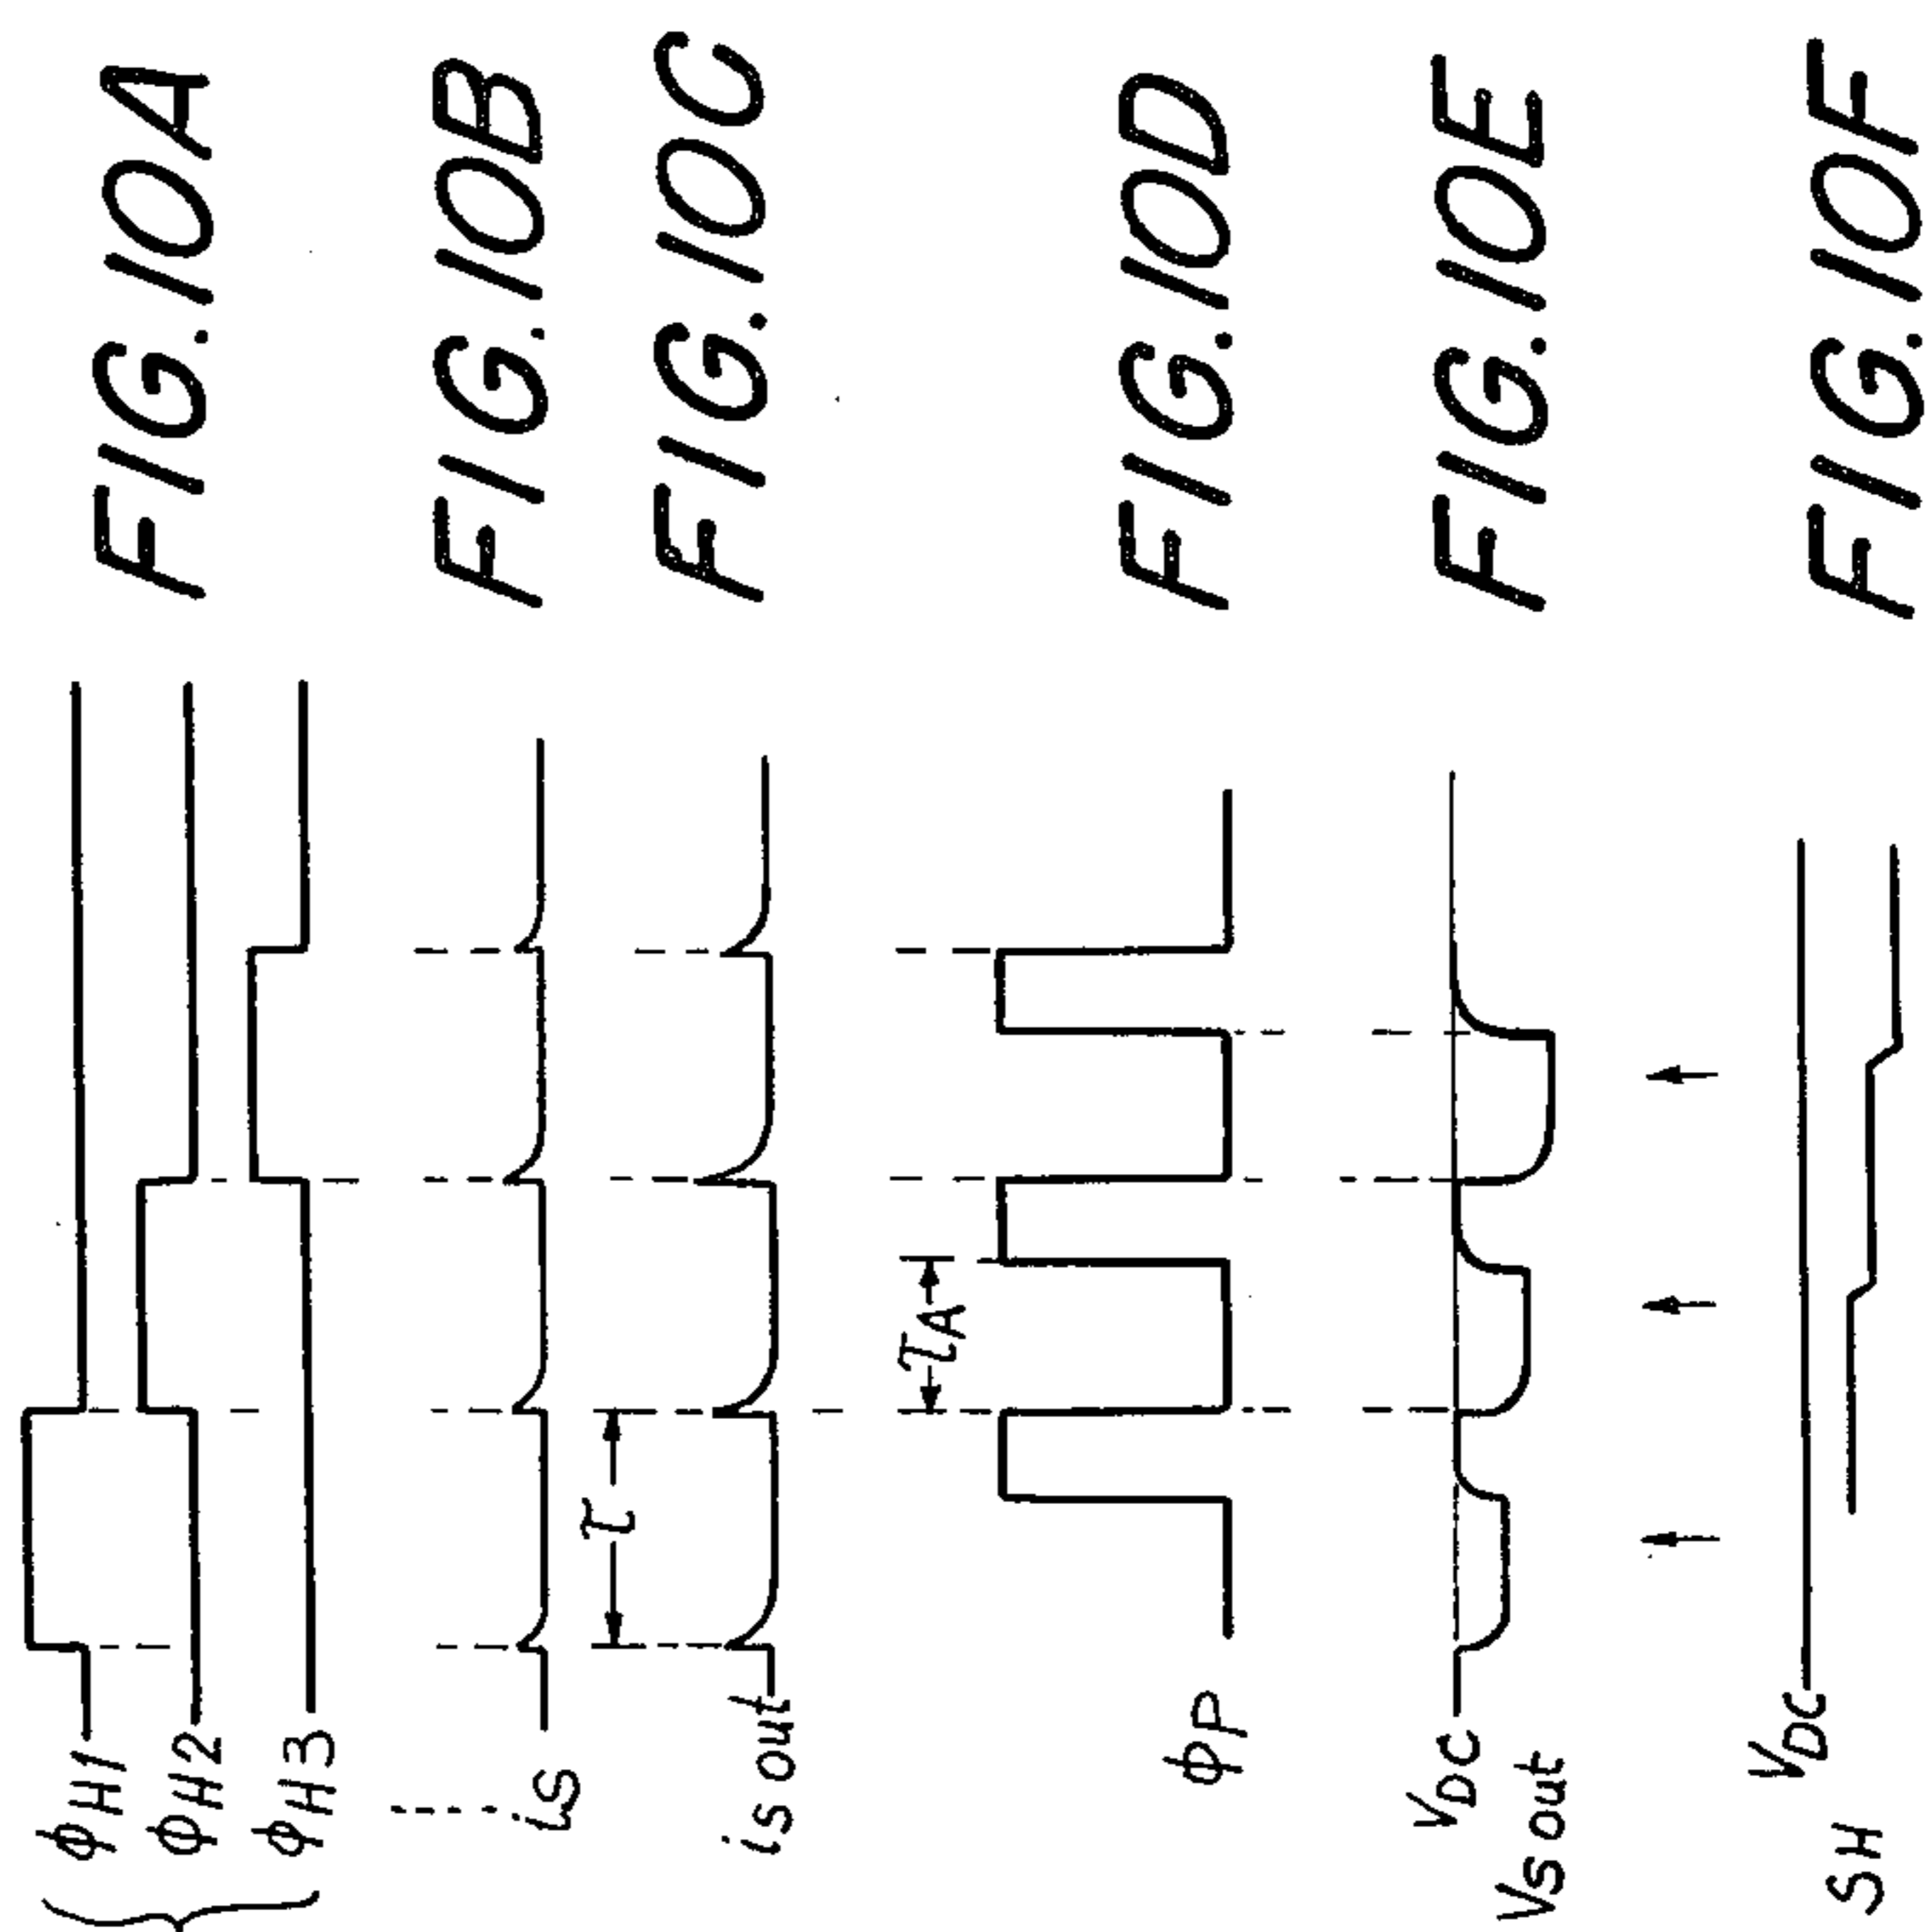 φH1
φH2
φH3
FIG.10A
is
FIG.10B
τ
is out
FIG.10C
τA
φP
FIG.10D
VDC
Vs out
FIG.10E
VDC
SH
FIG.10F